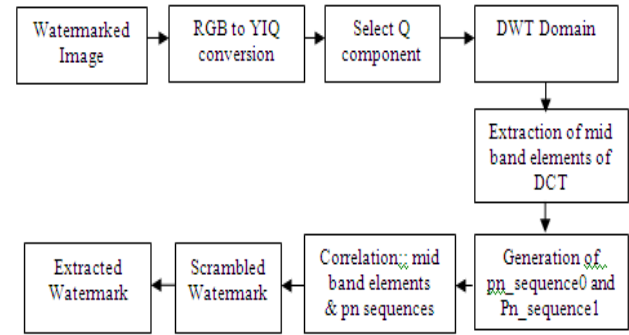 Watermarked
Image
RGB to YIQ
conversion
Select Q
component
DWT Domain
Extraction of mid
band elements of
DCT
Generation of
pn_sequence0 and
Pn_sequence1
Correlation:: mid
band elements
& pn sequences
Scrambled
Watermark
Extracted
Watermark